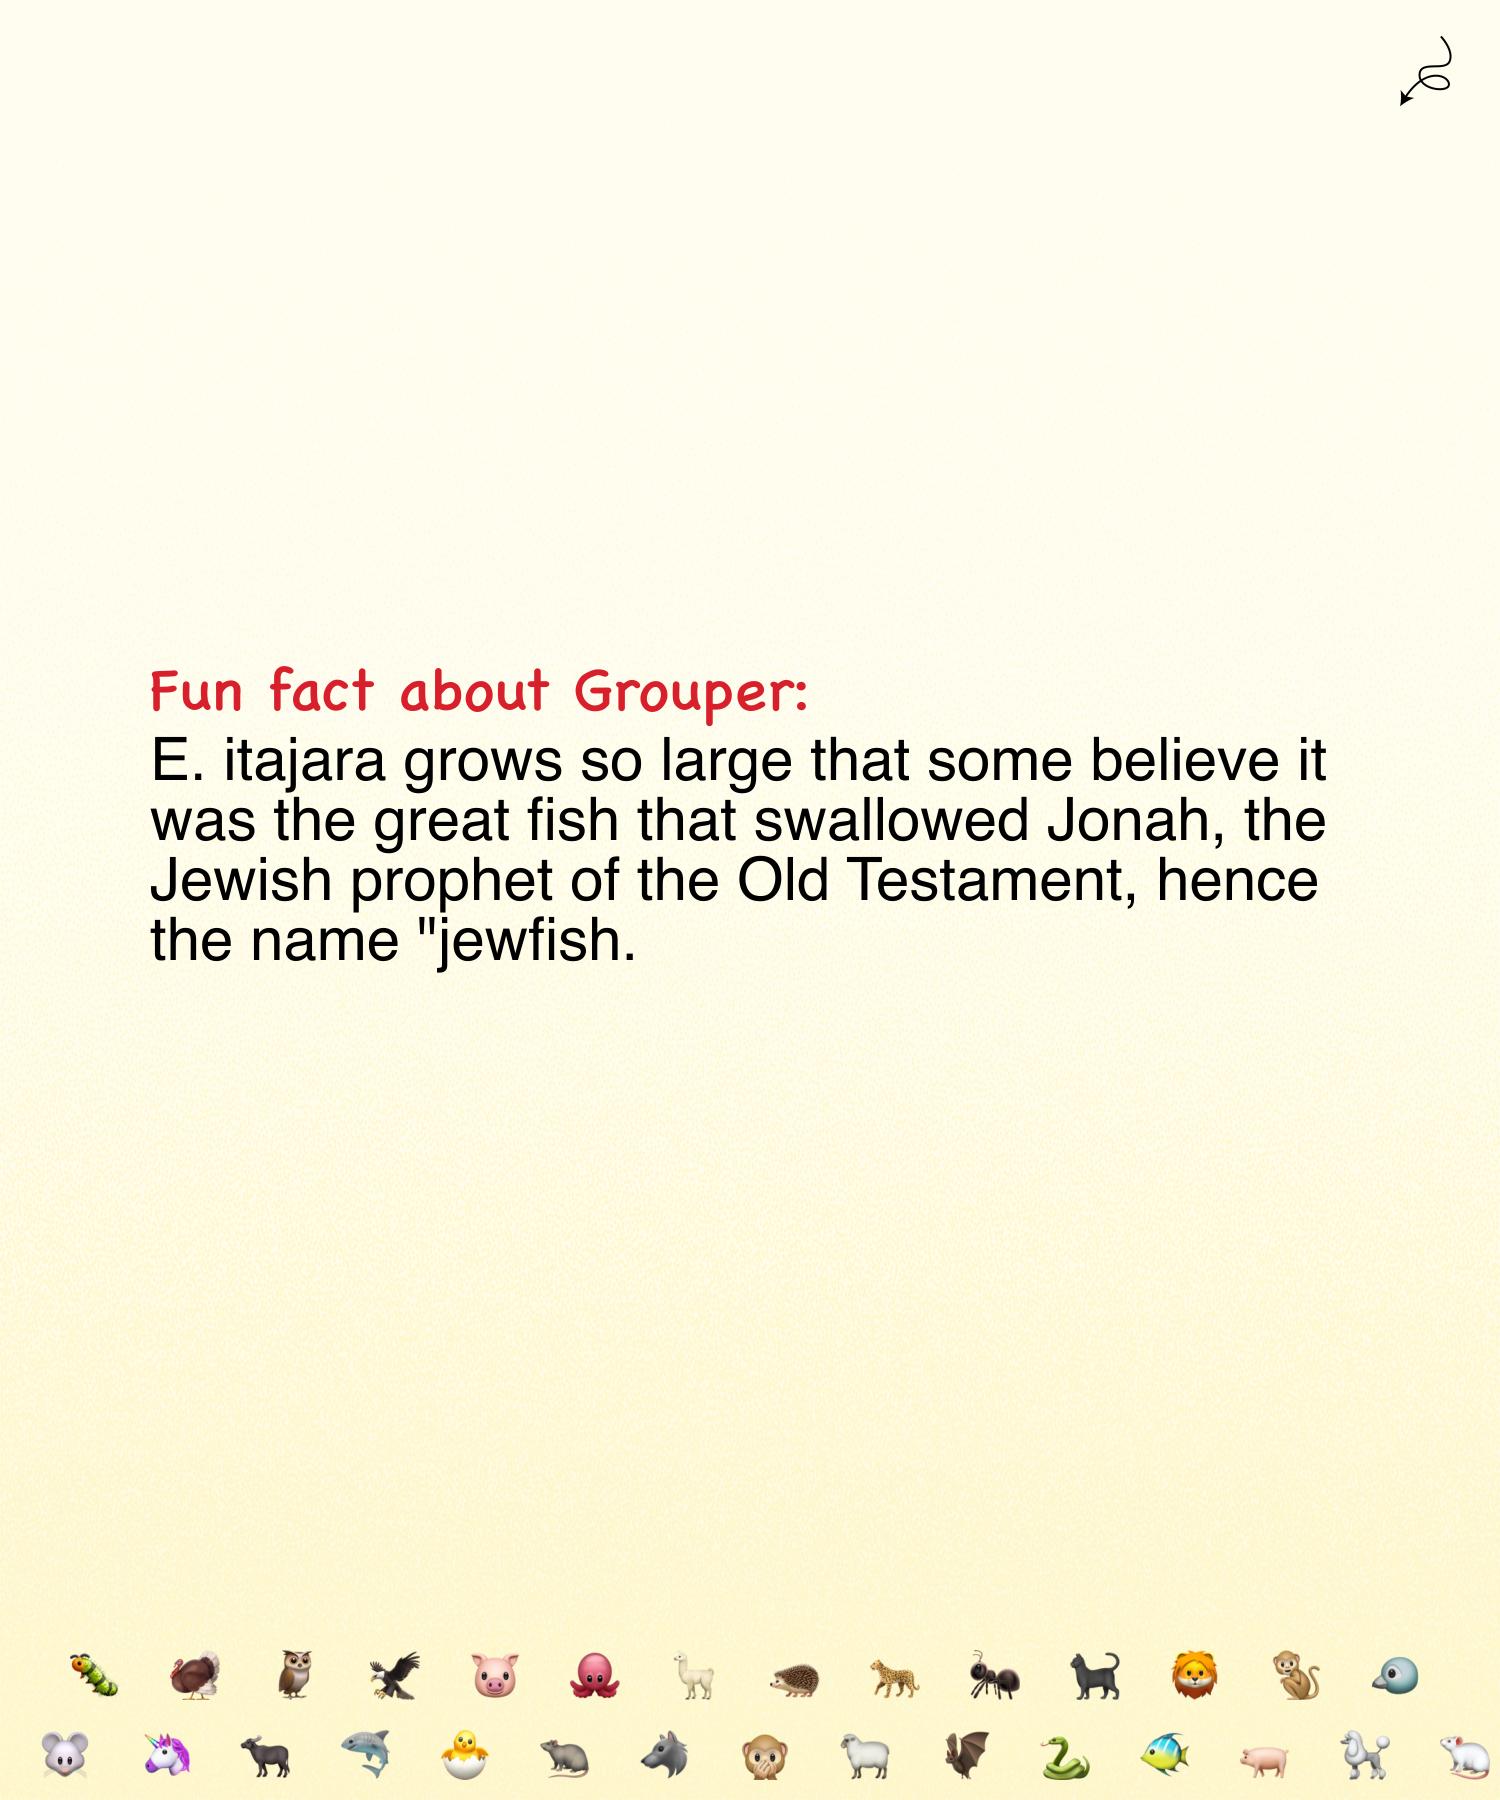 Fun fact about Grouper:
E. itajara grows so large that some believe it
was the great fish that swallowed Jonah, the
Jewish prophet of the Old Testament, hence
the name "jewfish.